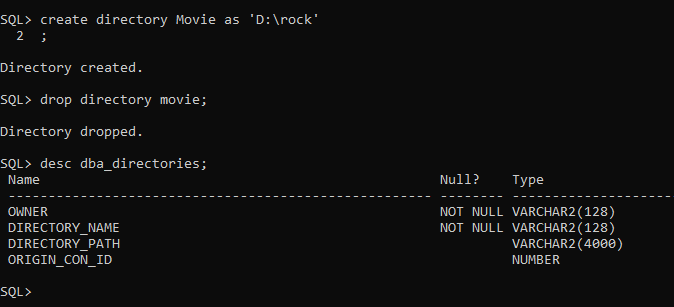 SQL> create directory Movie as 'D:\rock'
  2  ;
Directory created.
SQL> drop directory movie;
Directory dropped.
SQL> desc dba_directories;
 Name                                                  Null?    Type
 ----------------------------------------------------- -------- --------------------
 OWNER                                                 NOT NULL VARCHAR2(128)
 DIRECTORY_NAME                                        NOT NULL VARCHAR2(128)
 DIRECTORY_PATH                                                 VARCHAR2(4000)
 ORIGIN_CON_ID                                                  NUMBER
SQL>